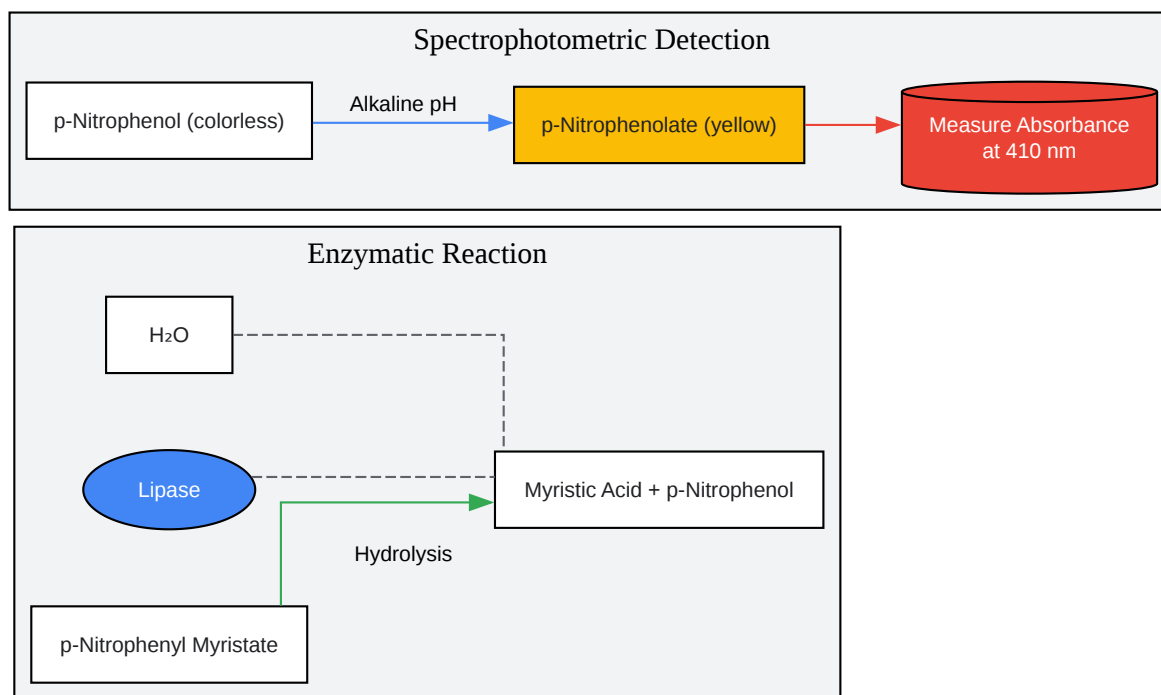 Spectrophotometric Detection
p-Nitrophenol (colorless)
Alkaline pH
p-Nitrophenolate (yellow)
Measure Absorbance
at 410 nm
Enzymatic Reaction
H₂O
Lipase
Myristic Acid + p-Nitrophenol
Hydrolysis
p-Nitrophenyl Myristate